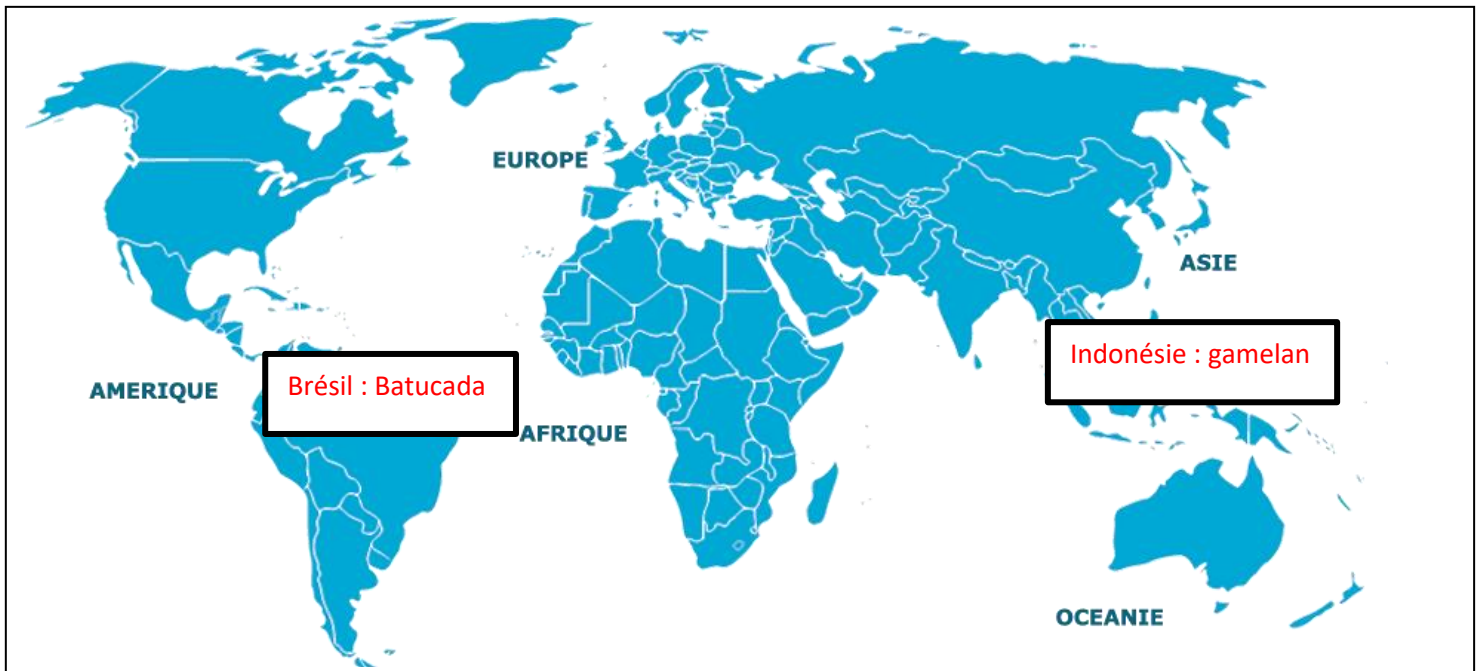 EUROPE
ASIE
Indonésie : gamelan
Brésil : Batucada
AMERIQUE
AFRIQUE
OCEANIE